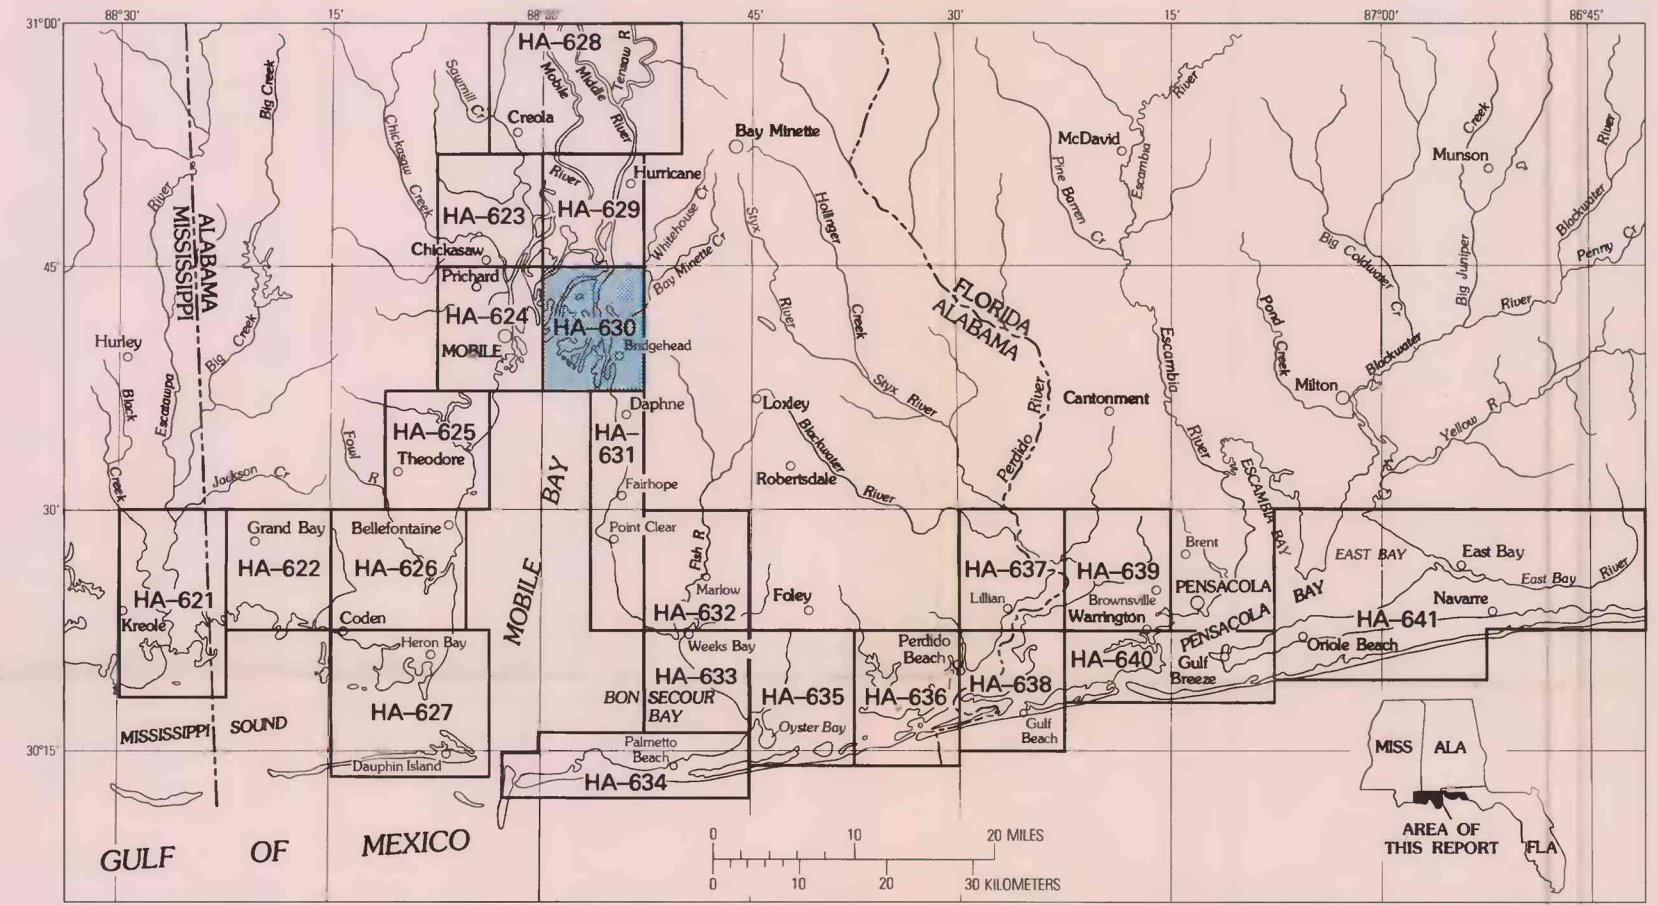 88°30'
15'
88°00'
45'
30'
15'
87°00'
86°45'
31°00'
HA-628
Mobile
Middle
River
Tensaw R
Sawmill Cr
Creola
Big Creek
Chickasaw Creek
Bay Minette
McDavid
River
Escambia
Pine Barren
Cr
Creek
Munson
River
Blackwater
River
MISSISSIPPI
ALABAMA
HA-623
River
HA-629
Hurricane
Whitehouse Cr
Bay Minette Cr
Styx
River
Hollinger
Creek
Big Coldwater
Cr
Big Juniper
Penny Cr
Chickasaw
45'
Prichard
HA-624
MOBILE
HA-630
Bridgehead
FLORIDA
ALABAMA
Pond Creek
Blackwater
River
Hurley
Big Creek
Black
Creek
Escatawpa
Styx River
Perdido
River
Escambia
River
Cantonment
Milton
Yellow R
HA-625
Theodore
Fowl
R
Daphne
HA-
631
Fairhope
Loxley
Blackwater
River
Robertsdale
Jackson Cr
BAY
MOBILE
ESCAMBIA
BAY
30'
Grand Bay
HA-622
Bellefontaine
HA-626
Point Clear
Fish R
Marlow
HA-632
Foley
HA-637
Lillian
HA-639
Brownsville
Warrington
Brent
PENSACOLA
PENSACOLA
BAY
EAST BAY
East Bay
East Bay
River
Navarre
HA-641
HA-621
Kreole
Coden
Heron Bay
HA-627
Weeks Bay
HA-633
BON SECOUR
BAY
HA-635
Oyster Bay
Perdido
Beach
HA-636
HA-638
Gulf
Beach
HA-640
Gulf
Breeze
Oriole Beach
MISSISSIPPI SOUND
30°15'
Dauphin Island
Palmetto
Beach
HA-634
MISS
ALA
FLA
AREA OF
THIS REPORT
GULF OF MEXICO
0 10 20 MILES
0 10 20 30 KILOMETERS